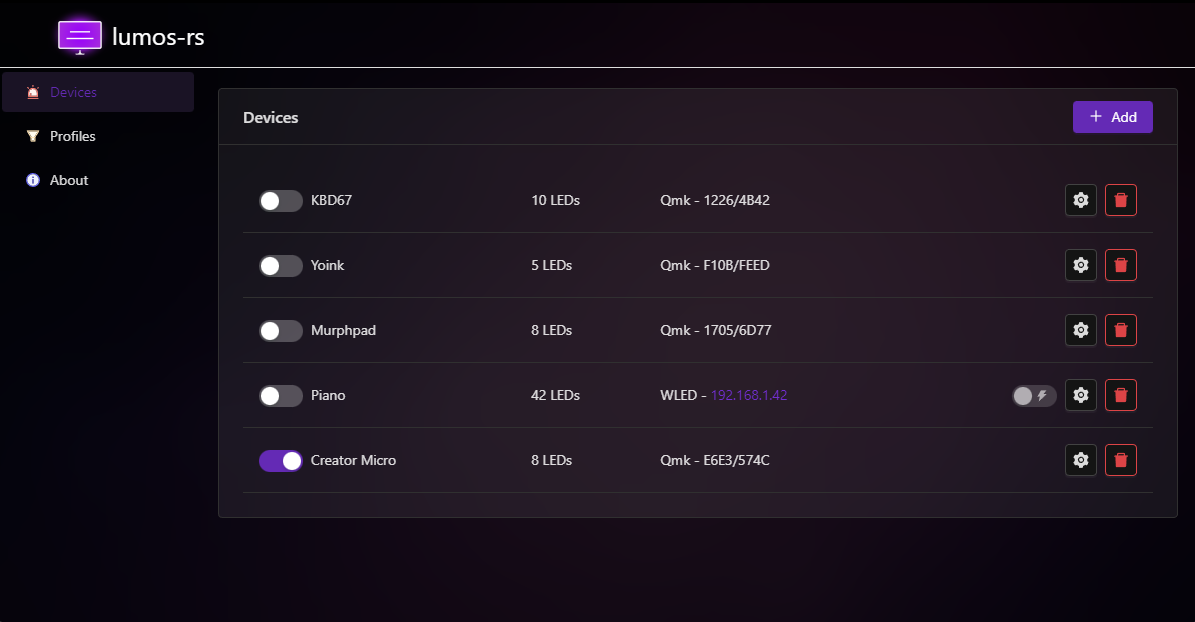 lumos-rs
Devices
Profiles
About
Devices
+ Add
KBD67 10 LEDs Qmk - 1226/4B42
Yoink 5 LEDs Qmk - F10B/FEED
Murphpad 8 LEDs Qmk - 1705/6D77
Piano 42 LEDs WLED - 192.168.1.42
Creator Micro 8 LEDs Qmk - E6E3/574C